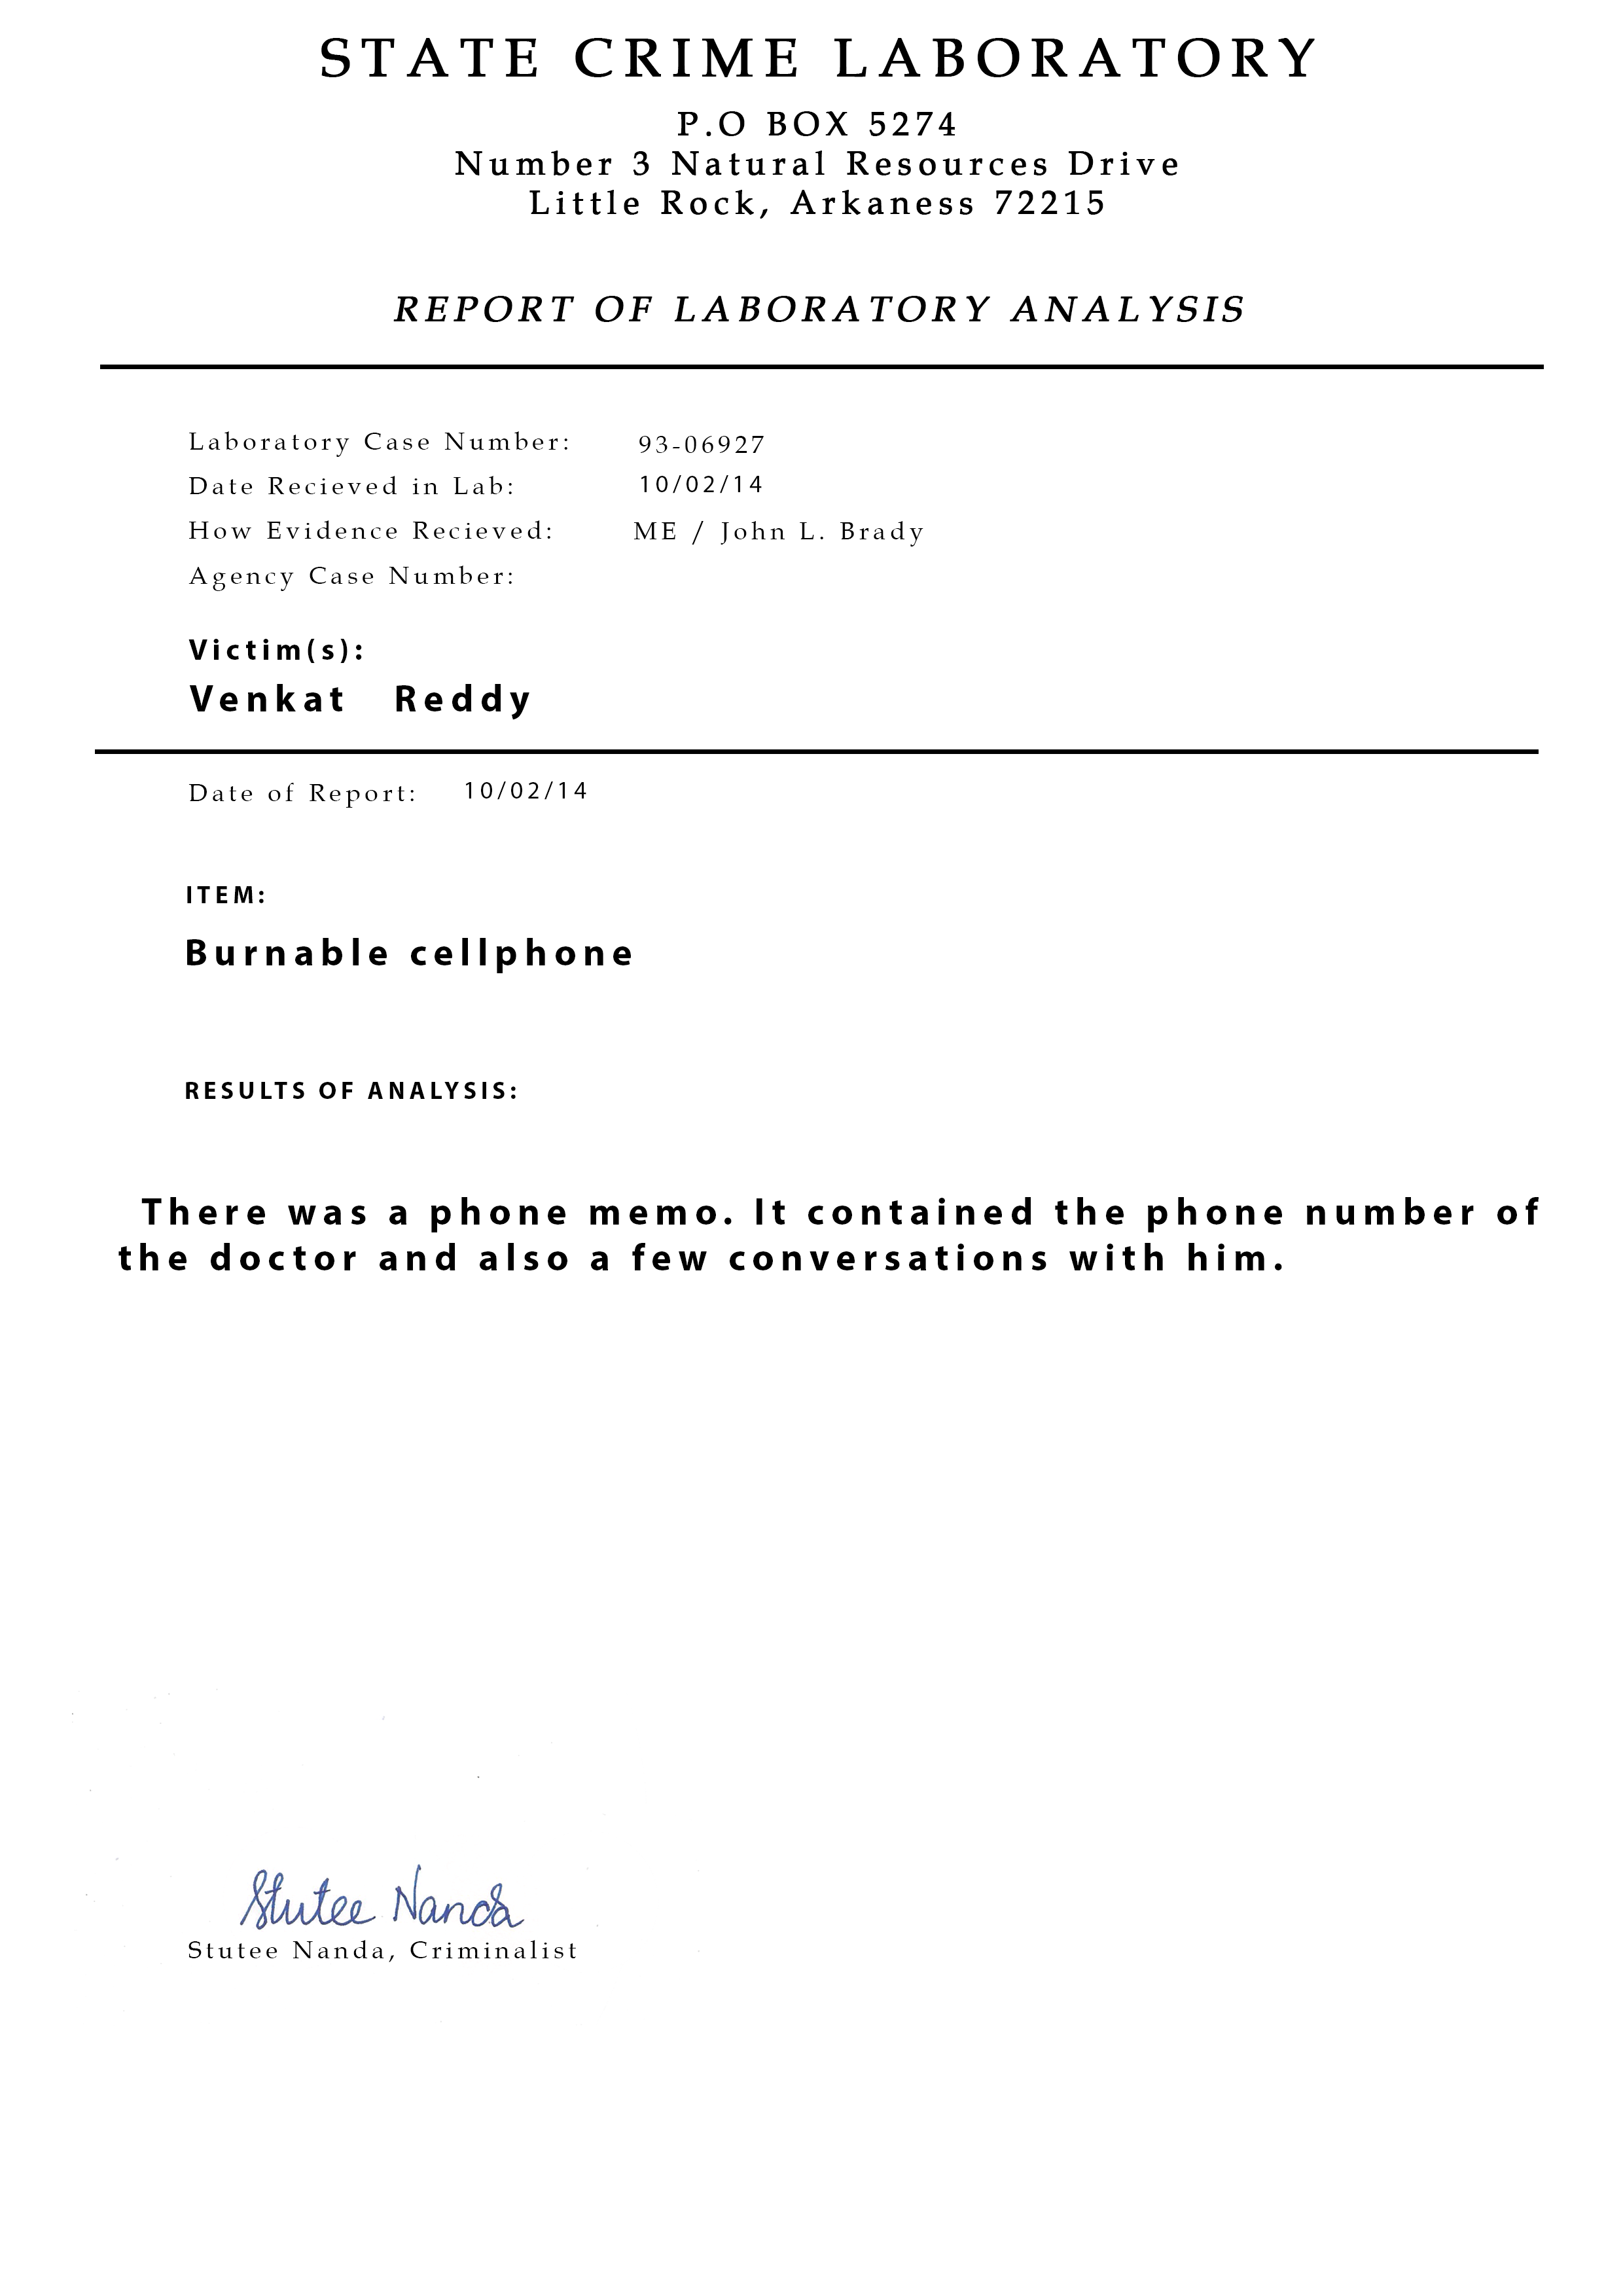 STATE CRIME LABORATORY
P.O BOX 5274
Number 3 Natural Resources Drive
Little Rock, Arkaness 72215
REPORT OF LABORATORY ANALYSIS
Laboratory Case Number: 93-06927
Date Recieved in Lab: 10/02/14
How Evidence Recieved: ME / John L. Brady
Agency Case Number:
Victim(s):
Venkat Reddy
Date of Report: 10/02/14
ITEM:
Burnable cellphone
RESULTS OF ANALYSIS:
There was a phone memo. It contained the phone number of
the doctor and also a few conversations with him.
Stutee Nanda
Stutee Nanda, Criminalist